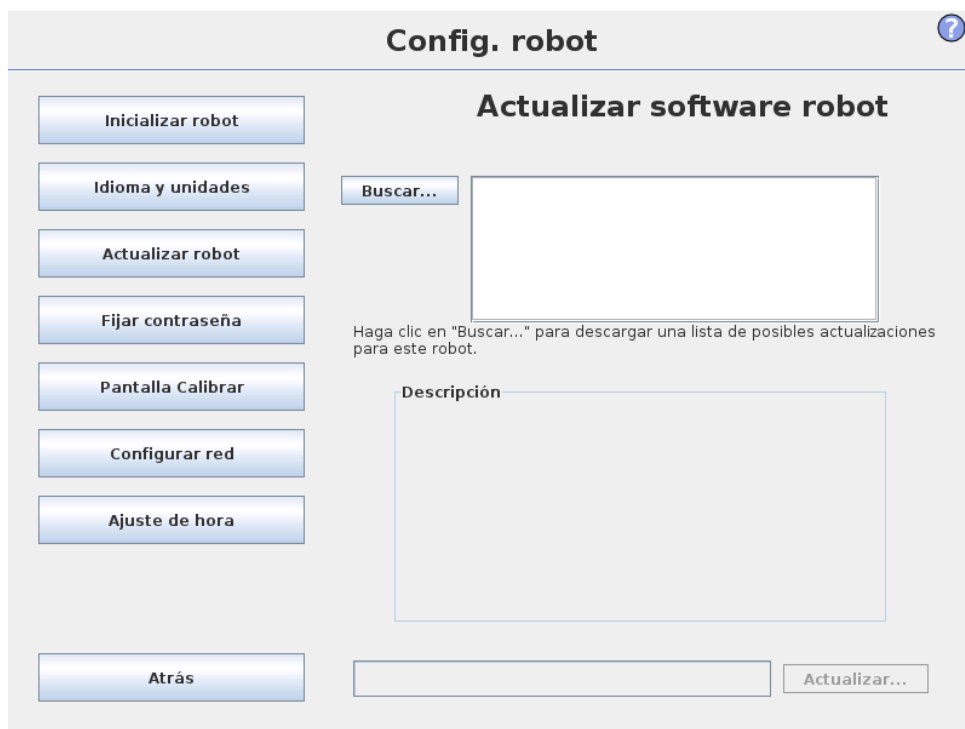 Config. robot
?
Inicializar robot
Idioma y unidades
Actualizar robot
Fijar contraseña
Pantalla Calibrar
Configurar red
Ajuste de hora
Atrás
Actualizar software robot
Buscar...
Haga clic en "Buscar..." para descargar una lista de posibles actualizaciones
para este robot.
Descripción
Actualizar...